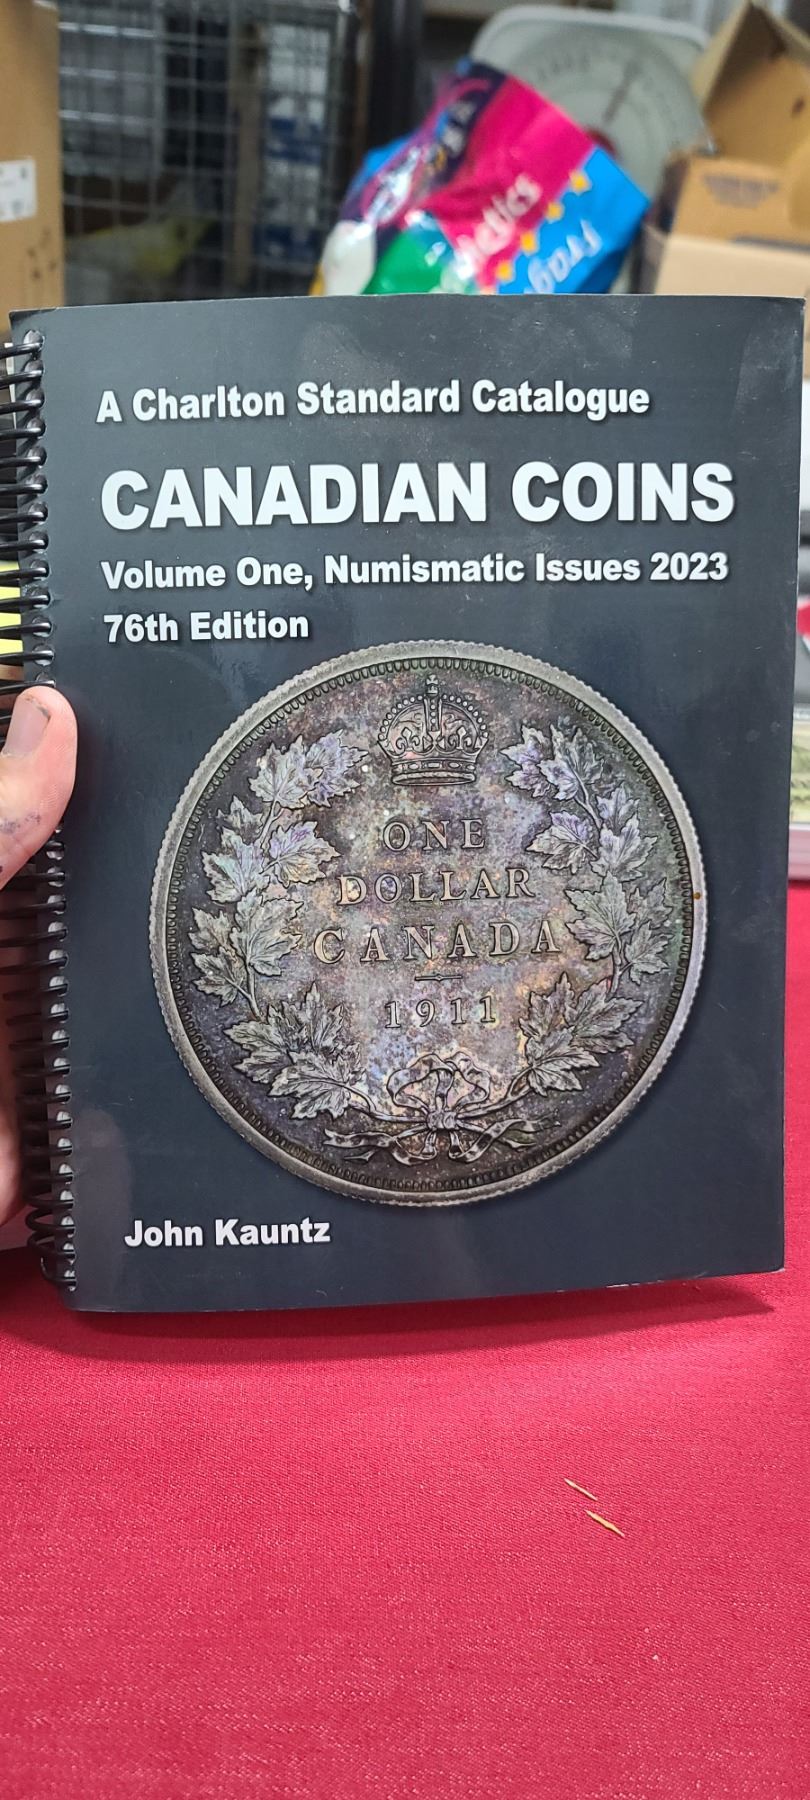 A Charlton Standard Catalogue
CANADIAN COINS
Volume One, Numismatic Issues 2023
76th Edition
ONE
DOLLAR
CANADA
1911
John Kauntz